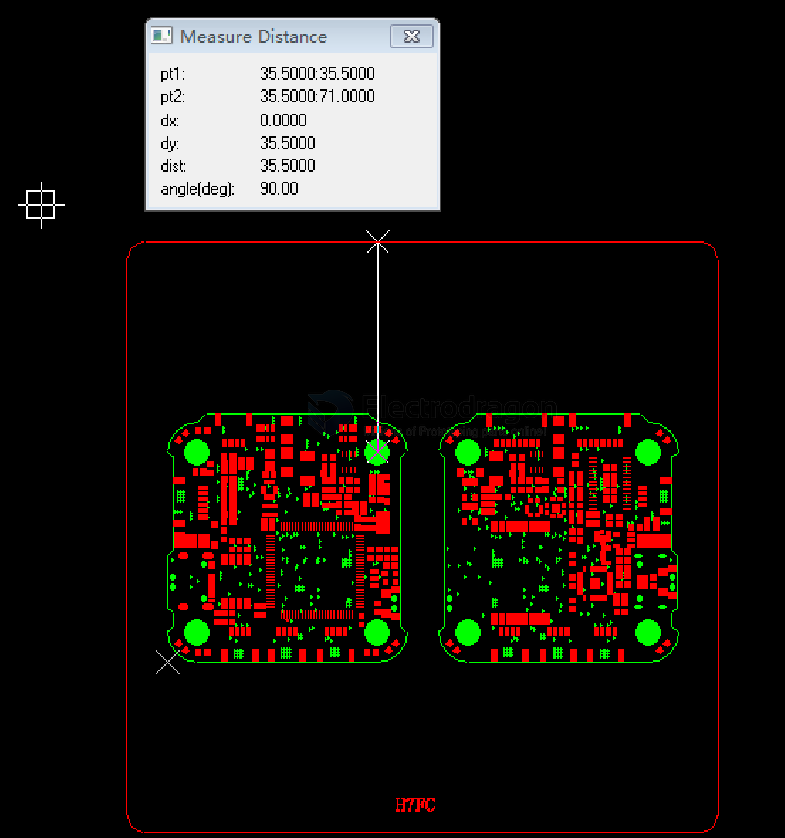 Measure Distance
pt1: 35.5000:35.5000
pt2: 35.5000:71.0000
dx: 0.0000
dy: 35.5000
dist: 35.5000
angle(deg): 90.00
Electrodragon
H7FC